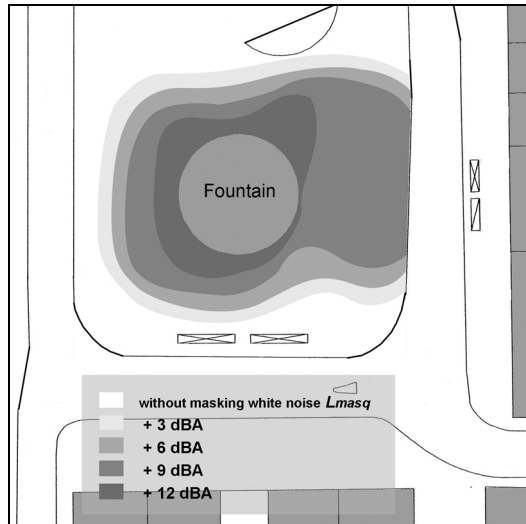 Fountain
without masking white noise Lmasq
+ 3 dBA
+ 6 dBA
+ 9 dBA
+ 12 dBA